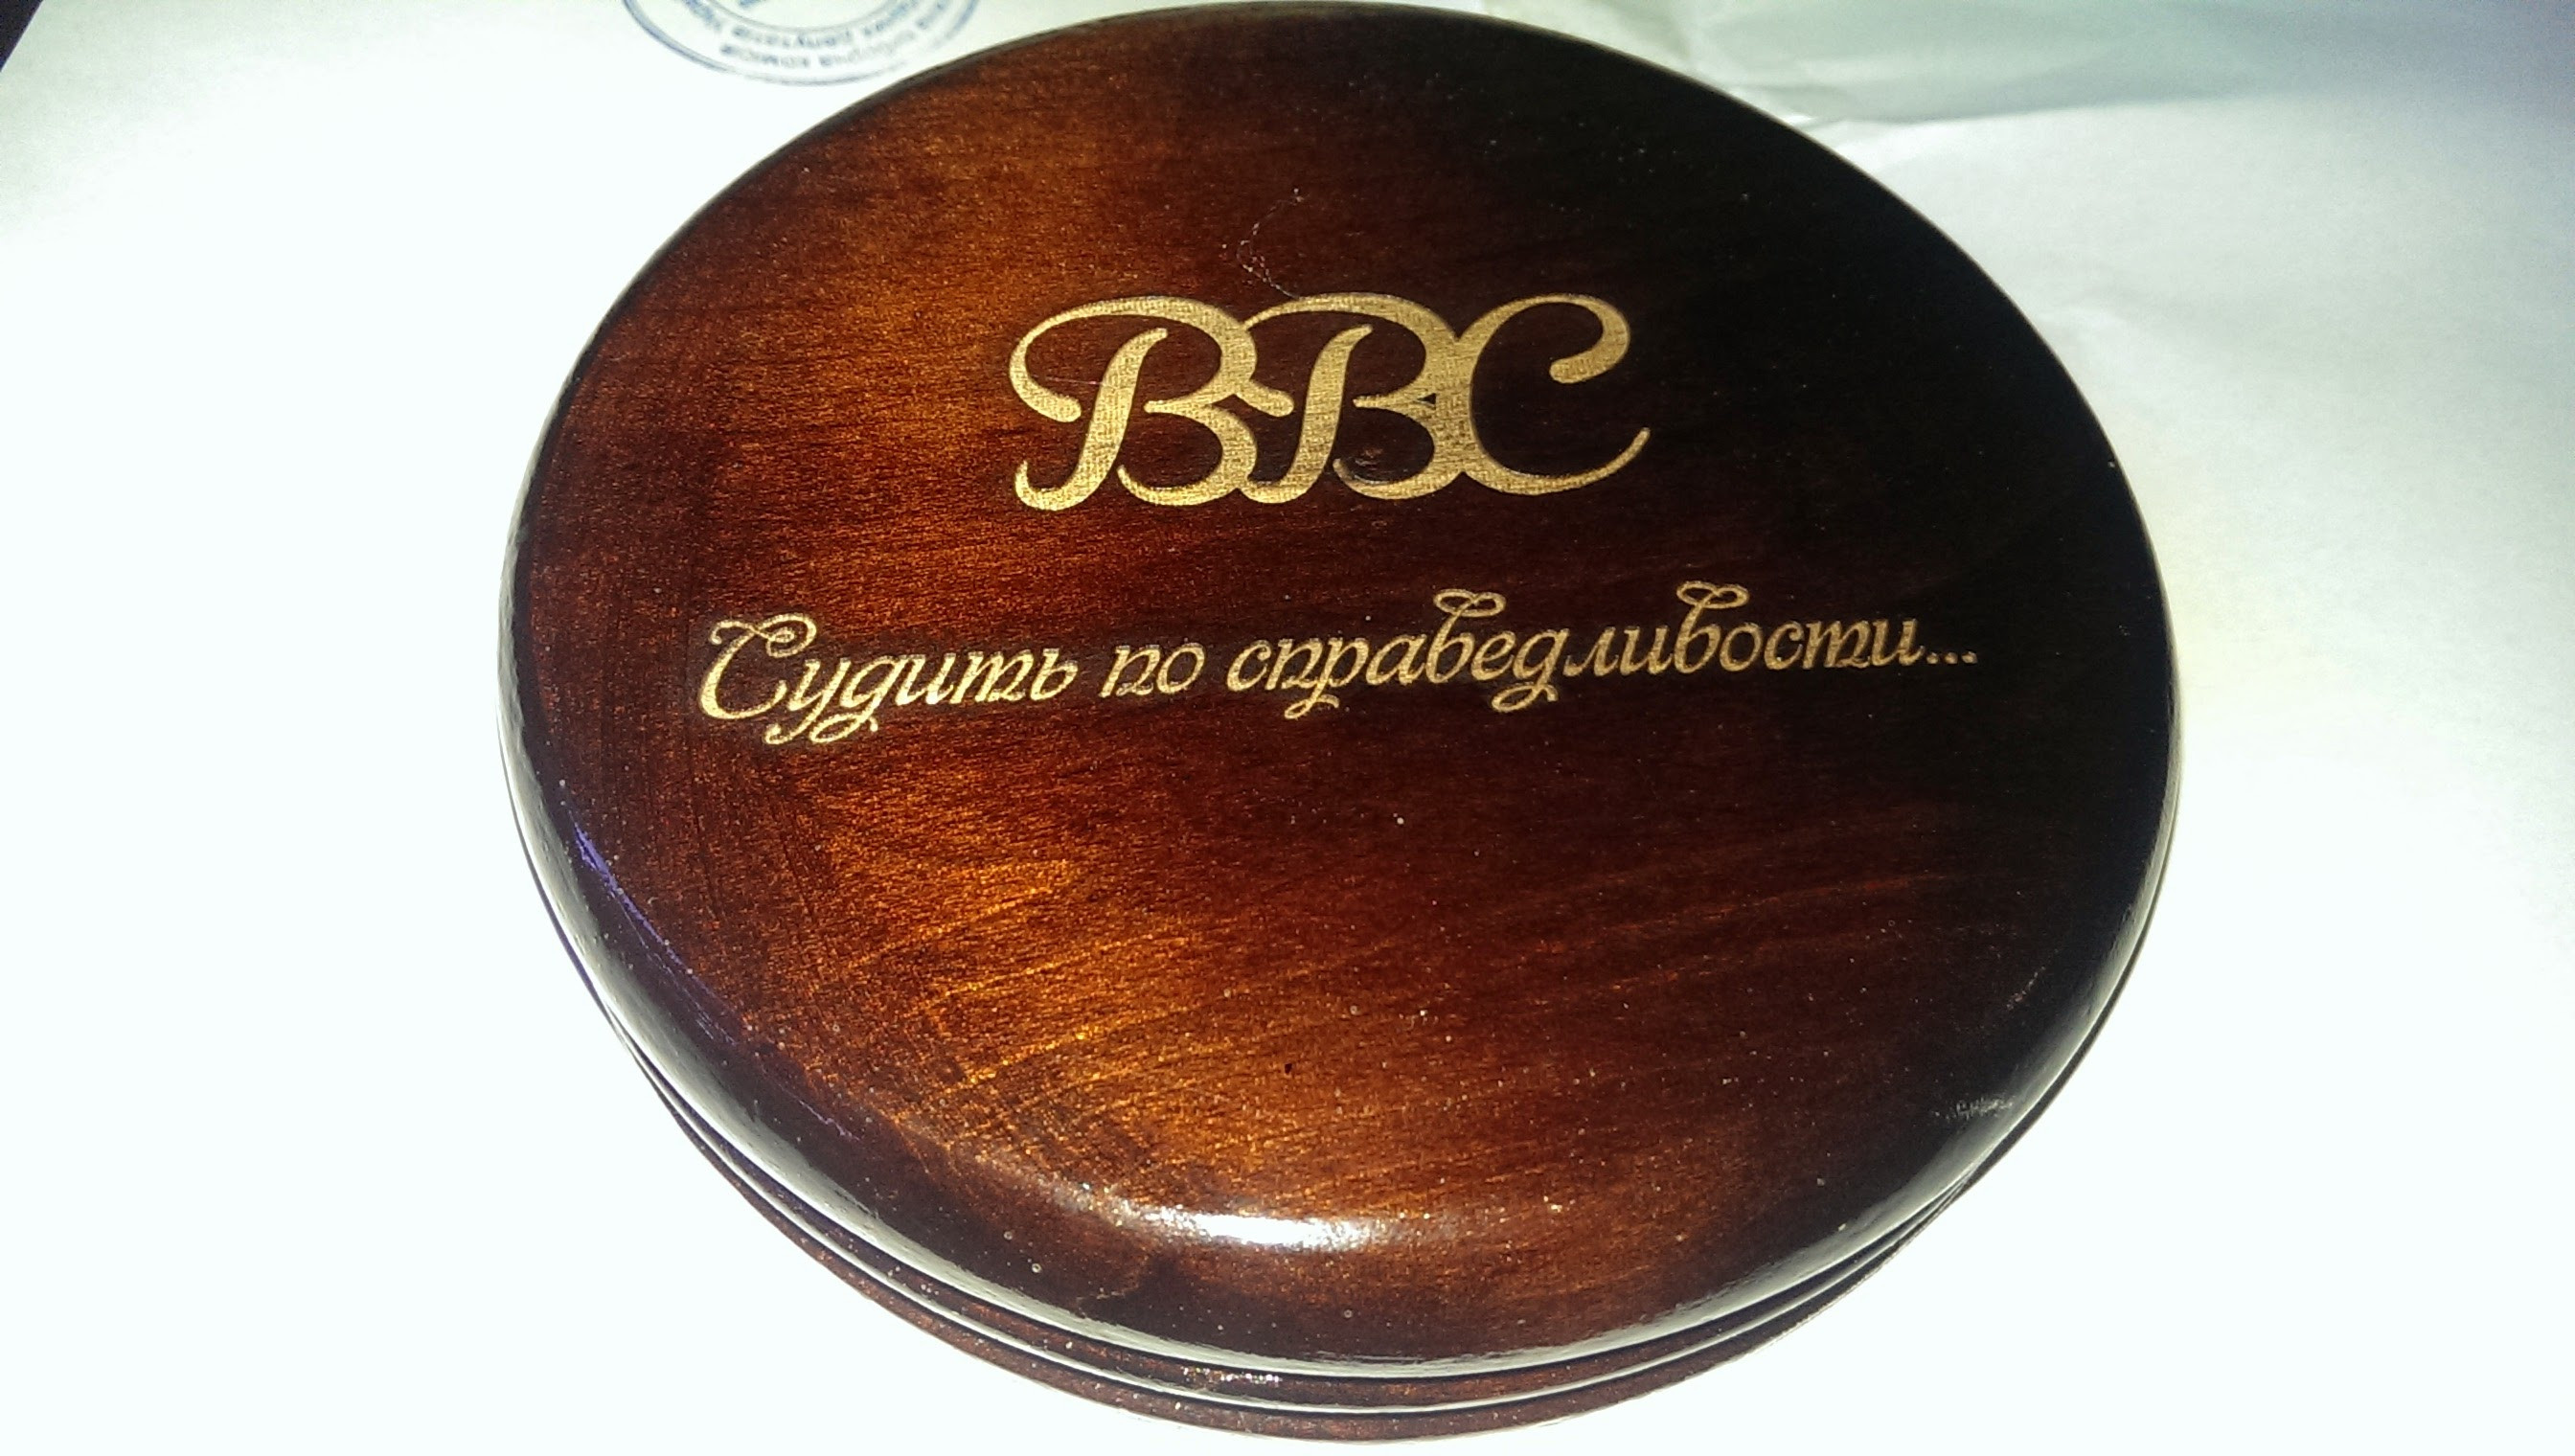 ВВС
Судить по справедливости...